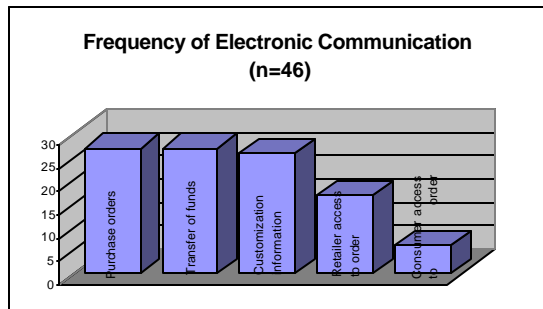 Frequency of Electronic Communication
(n=46)
30
25
20
15
10
5
0
Purchase orders
Transfer of funds
Customization
information
Retailer access
to order
Consumer access
to order